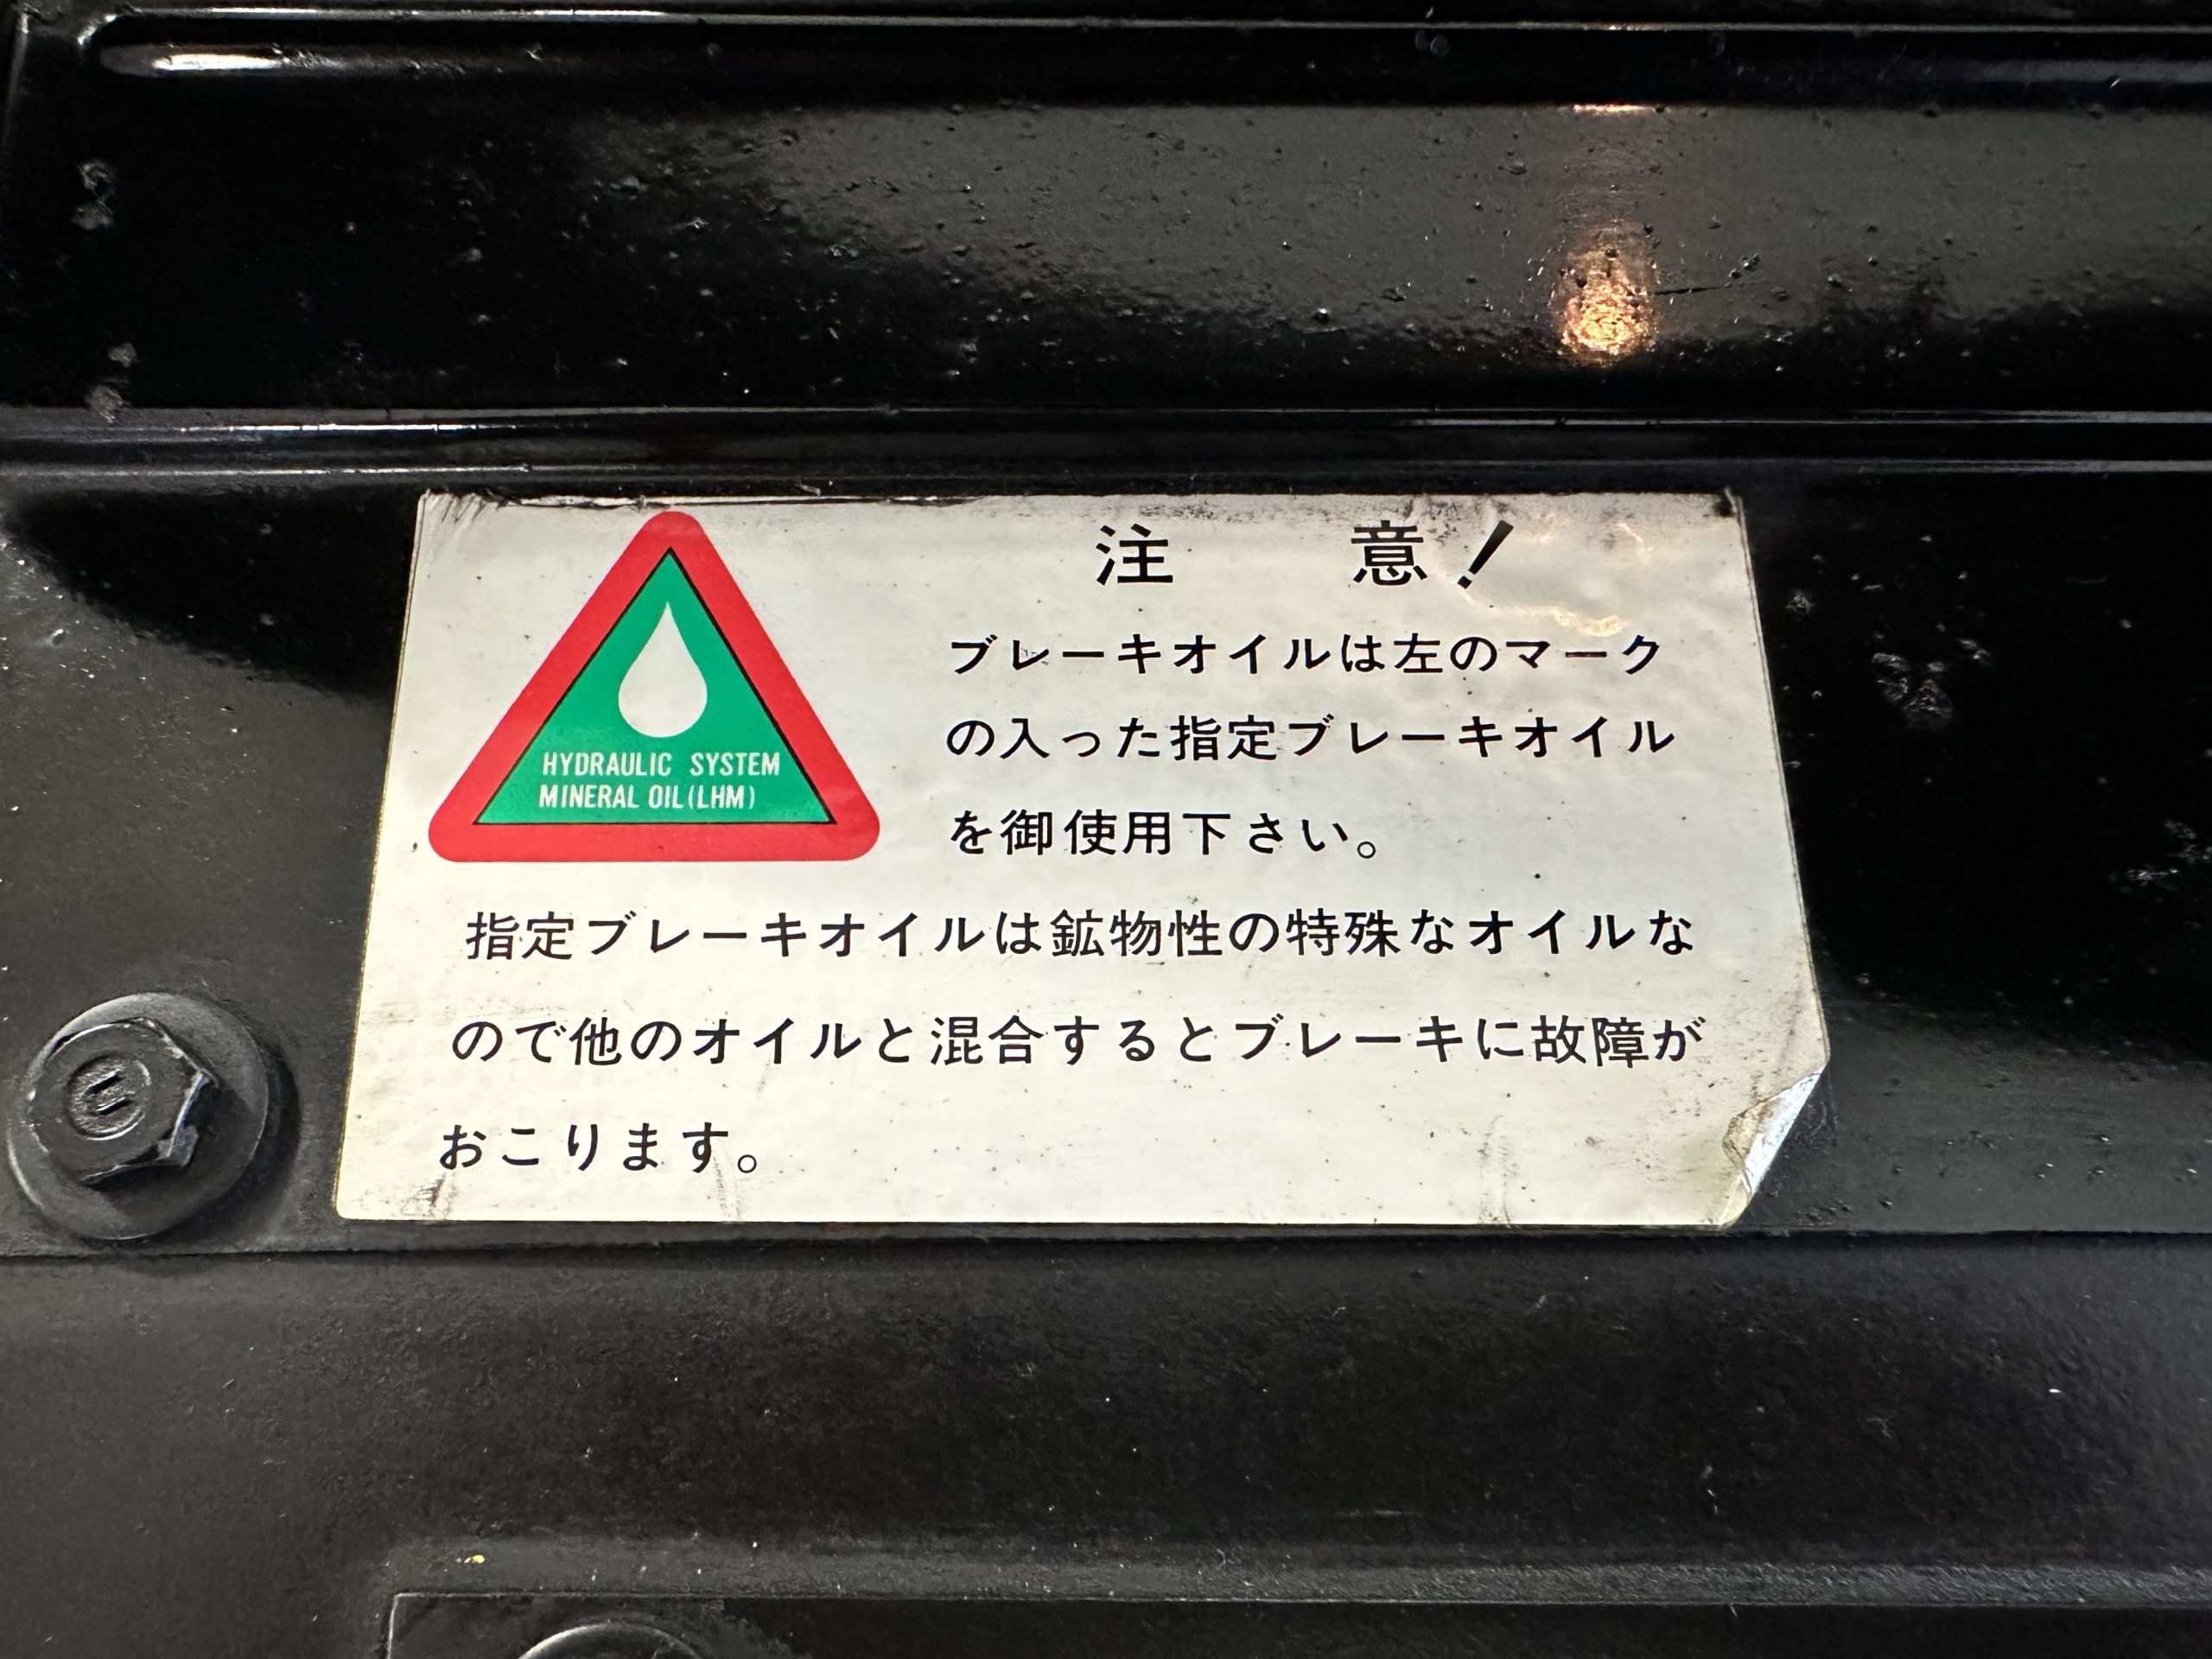 注 意!
ブレーキオイルは左のマーク
の入った指定ブレーキオイル
を御使用下さい。
HYDRAULIC SYSTEM
MINERAL OIL(LHM)
指定ブレーキオイルは鉱物性の特殊なオイルな
ので他のオイルと混合するとブレーキに故障が
おこります。